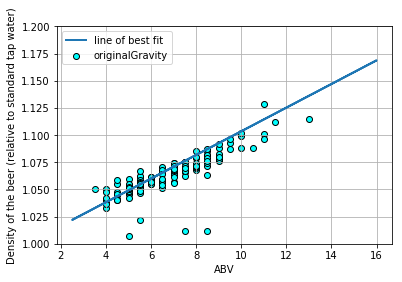 Density of the beer (relative to standard tap water)
1.200
1.175
1.150
1.125
1.100
1.075
1.050
1.025
1.000
line of best fit
originalGravity
2 4 6 8 10 12 14 16
ABV